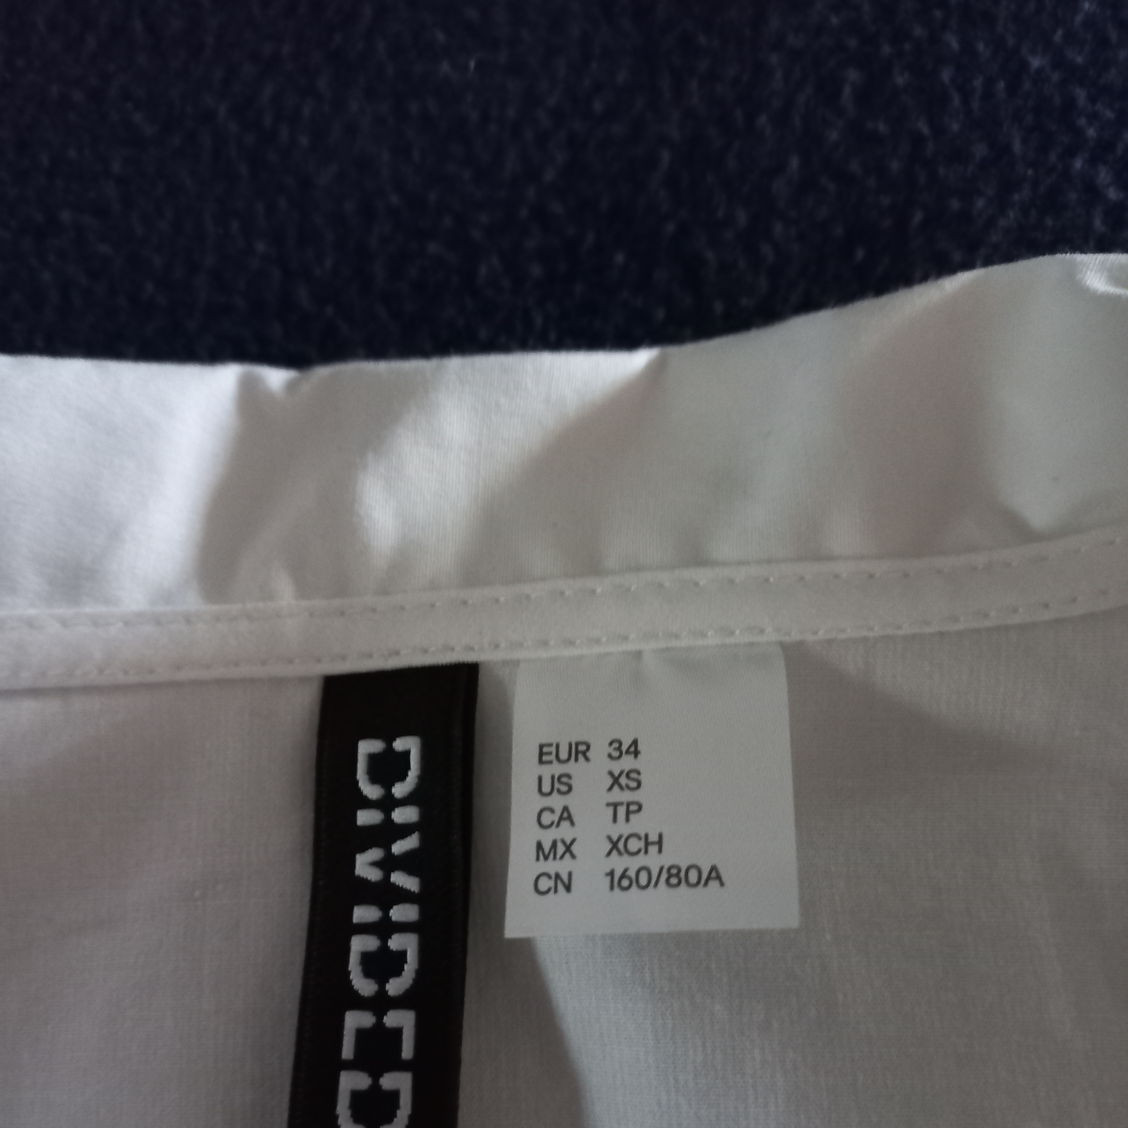 DIVIDED
EUR 34
US XS
CA TP
MX XCH
CN 160/80A